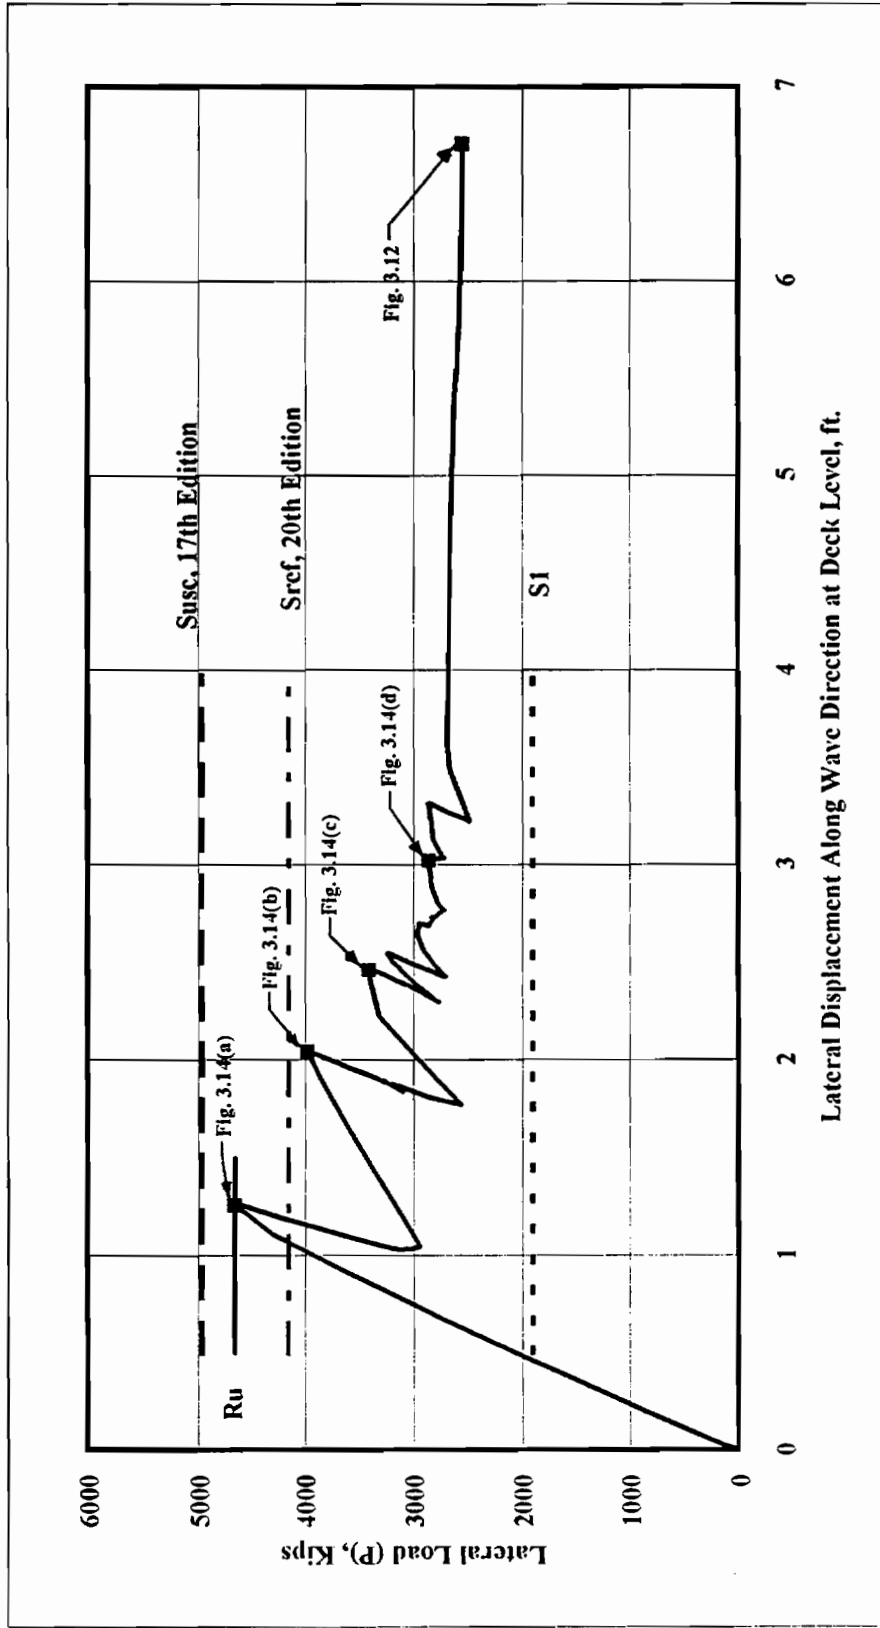 6000
5000
4000
3000
2000
1000
0
Lateral Load (P), Kips
0
1
2
3
4
5
6
7
Lateral Displacement Along Wave Direction at Deck Level, ft.
Ru
Susc, 17th Edition
Sref, 20th Edition
S1
Fig. 3.14(a)
Fig. 3.14(b)
Fig. 3.14(c)
Fig. 3.14(d)
Fig. 3.12